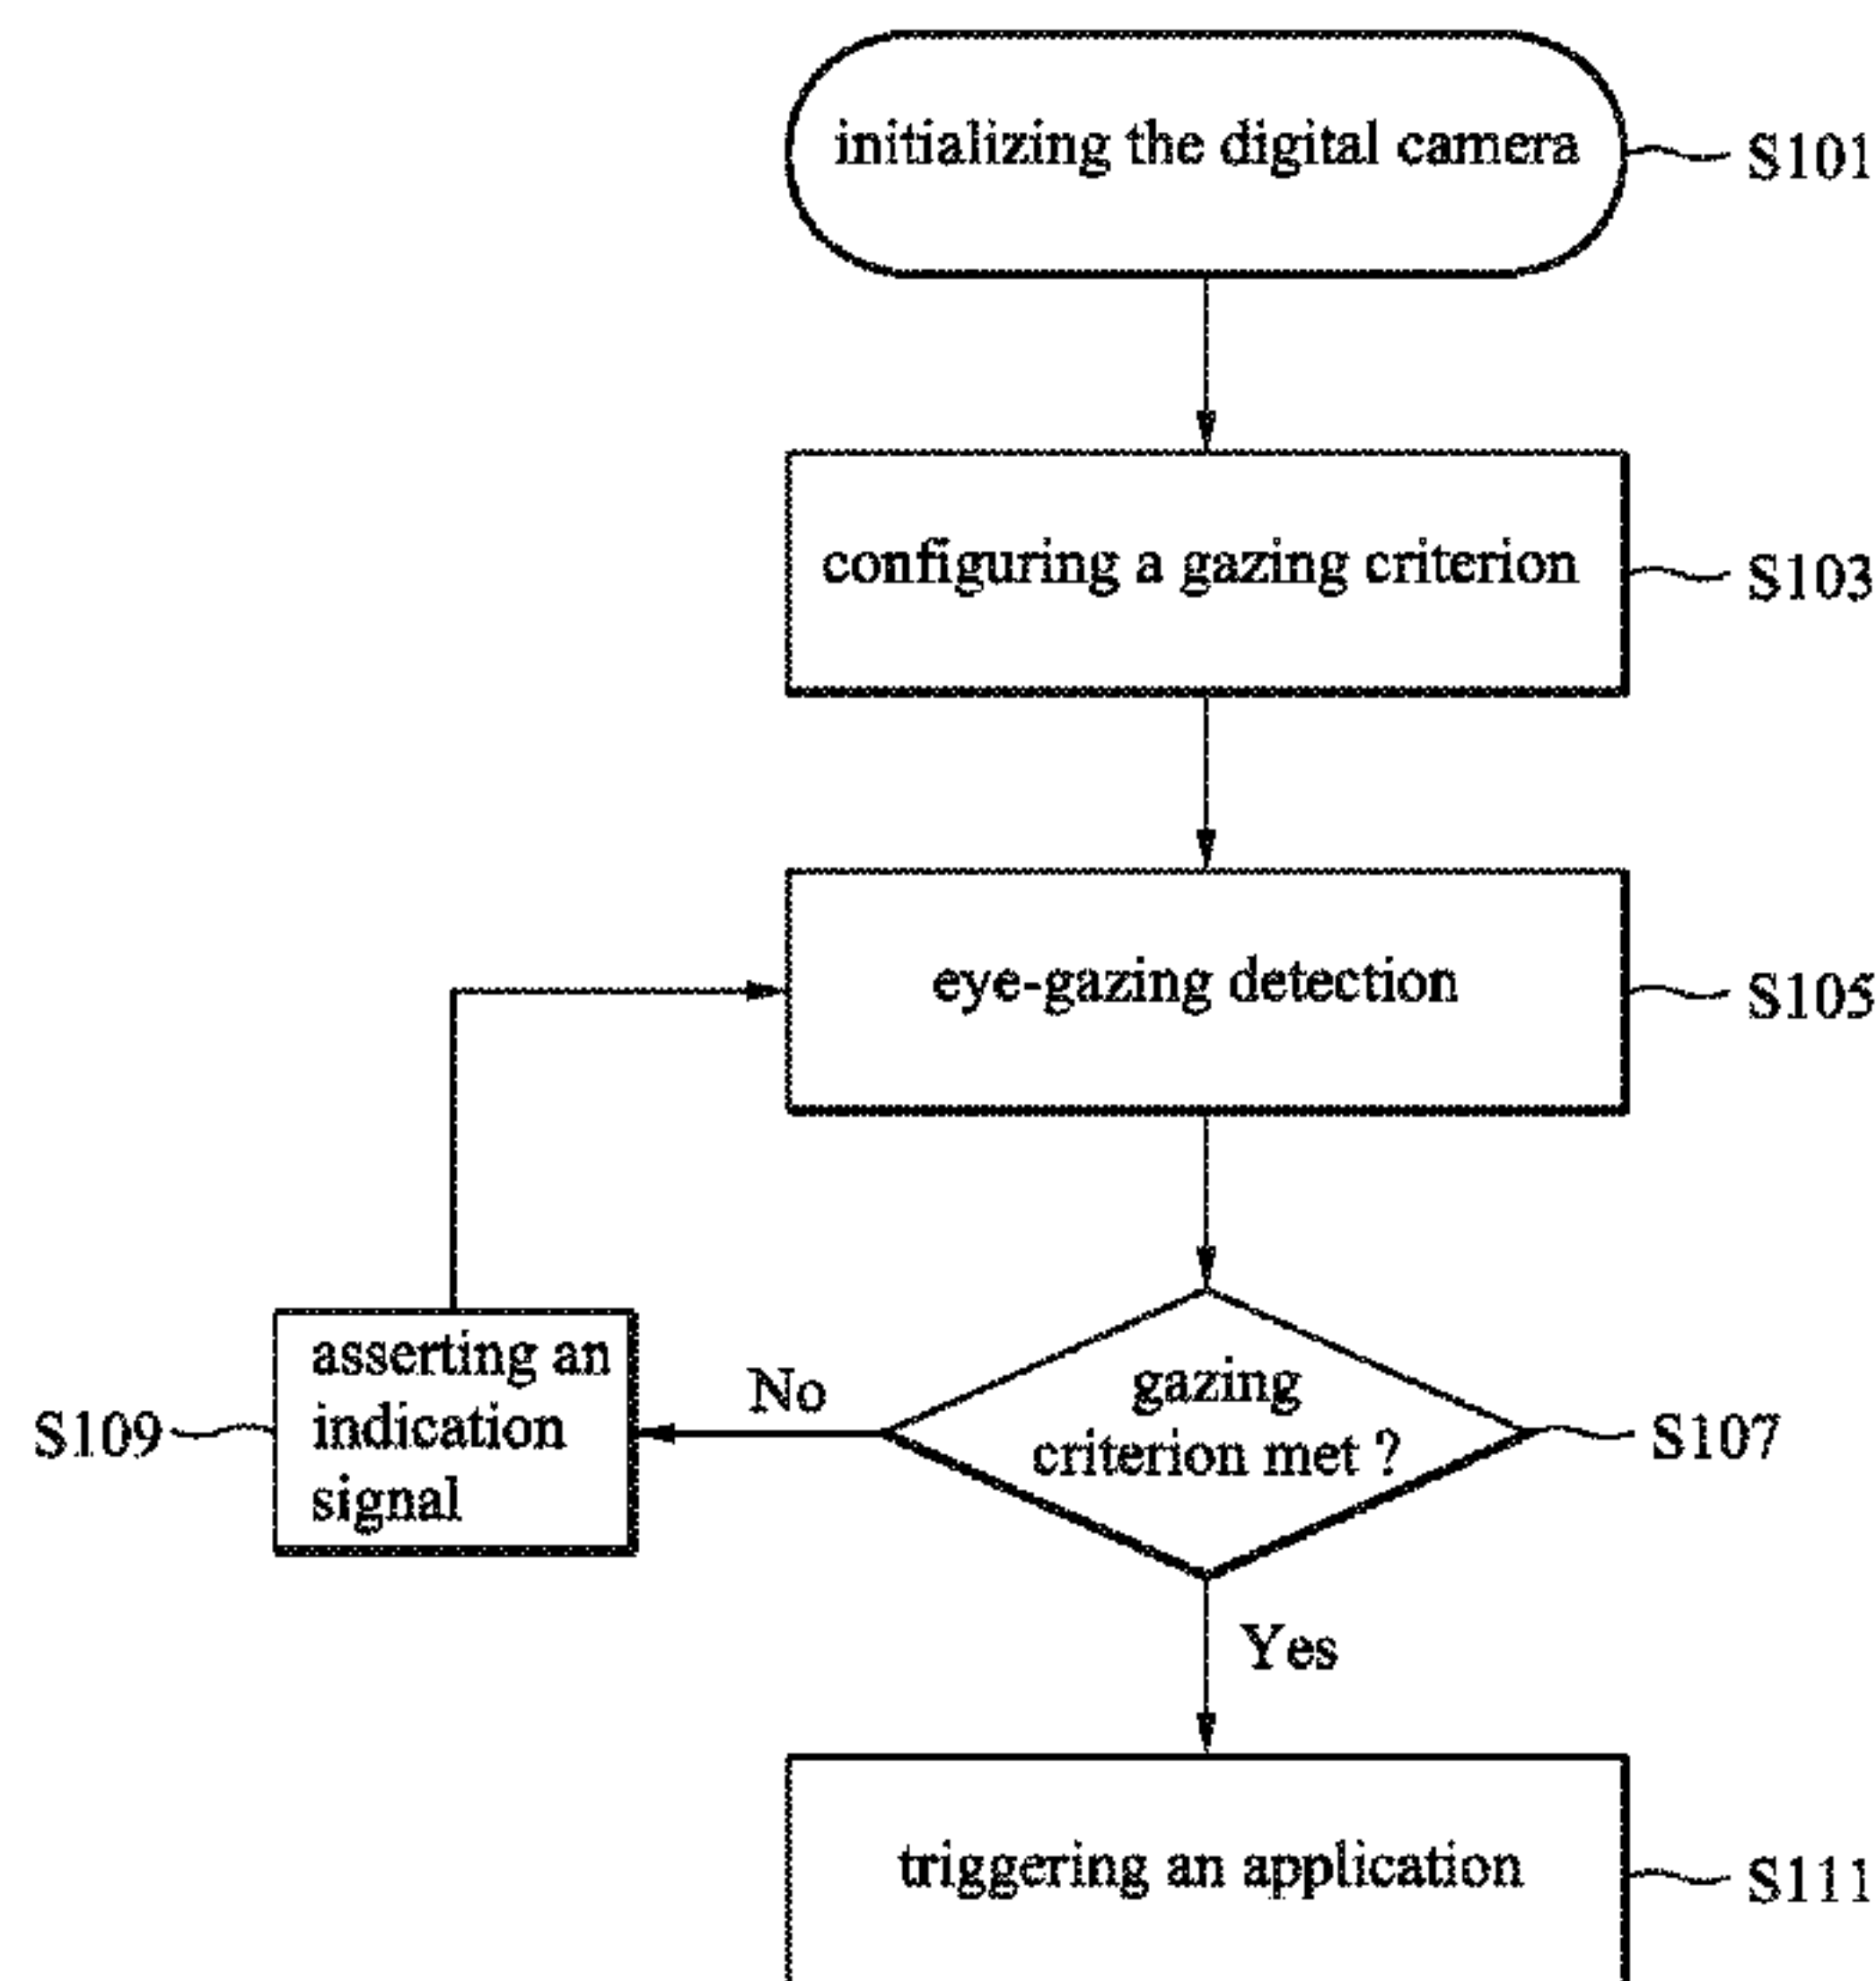 initializing the digital camera
S101
configuring a gazing criterion
S103
eye-gazing detection
S105
gazing
criterion met ?
S107
No
asserting an
indication
signal
S109
Yes
triggering an application
S111